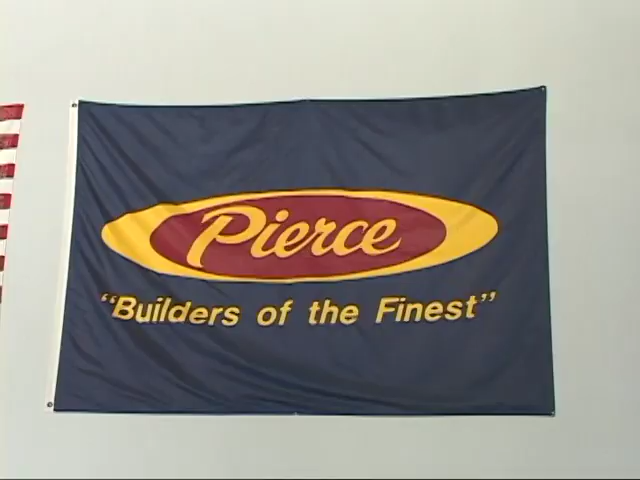 Pierce
“Builders of the Finest”